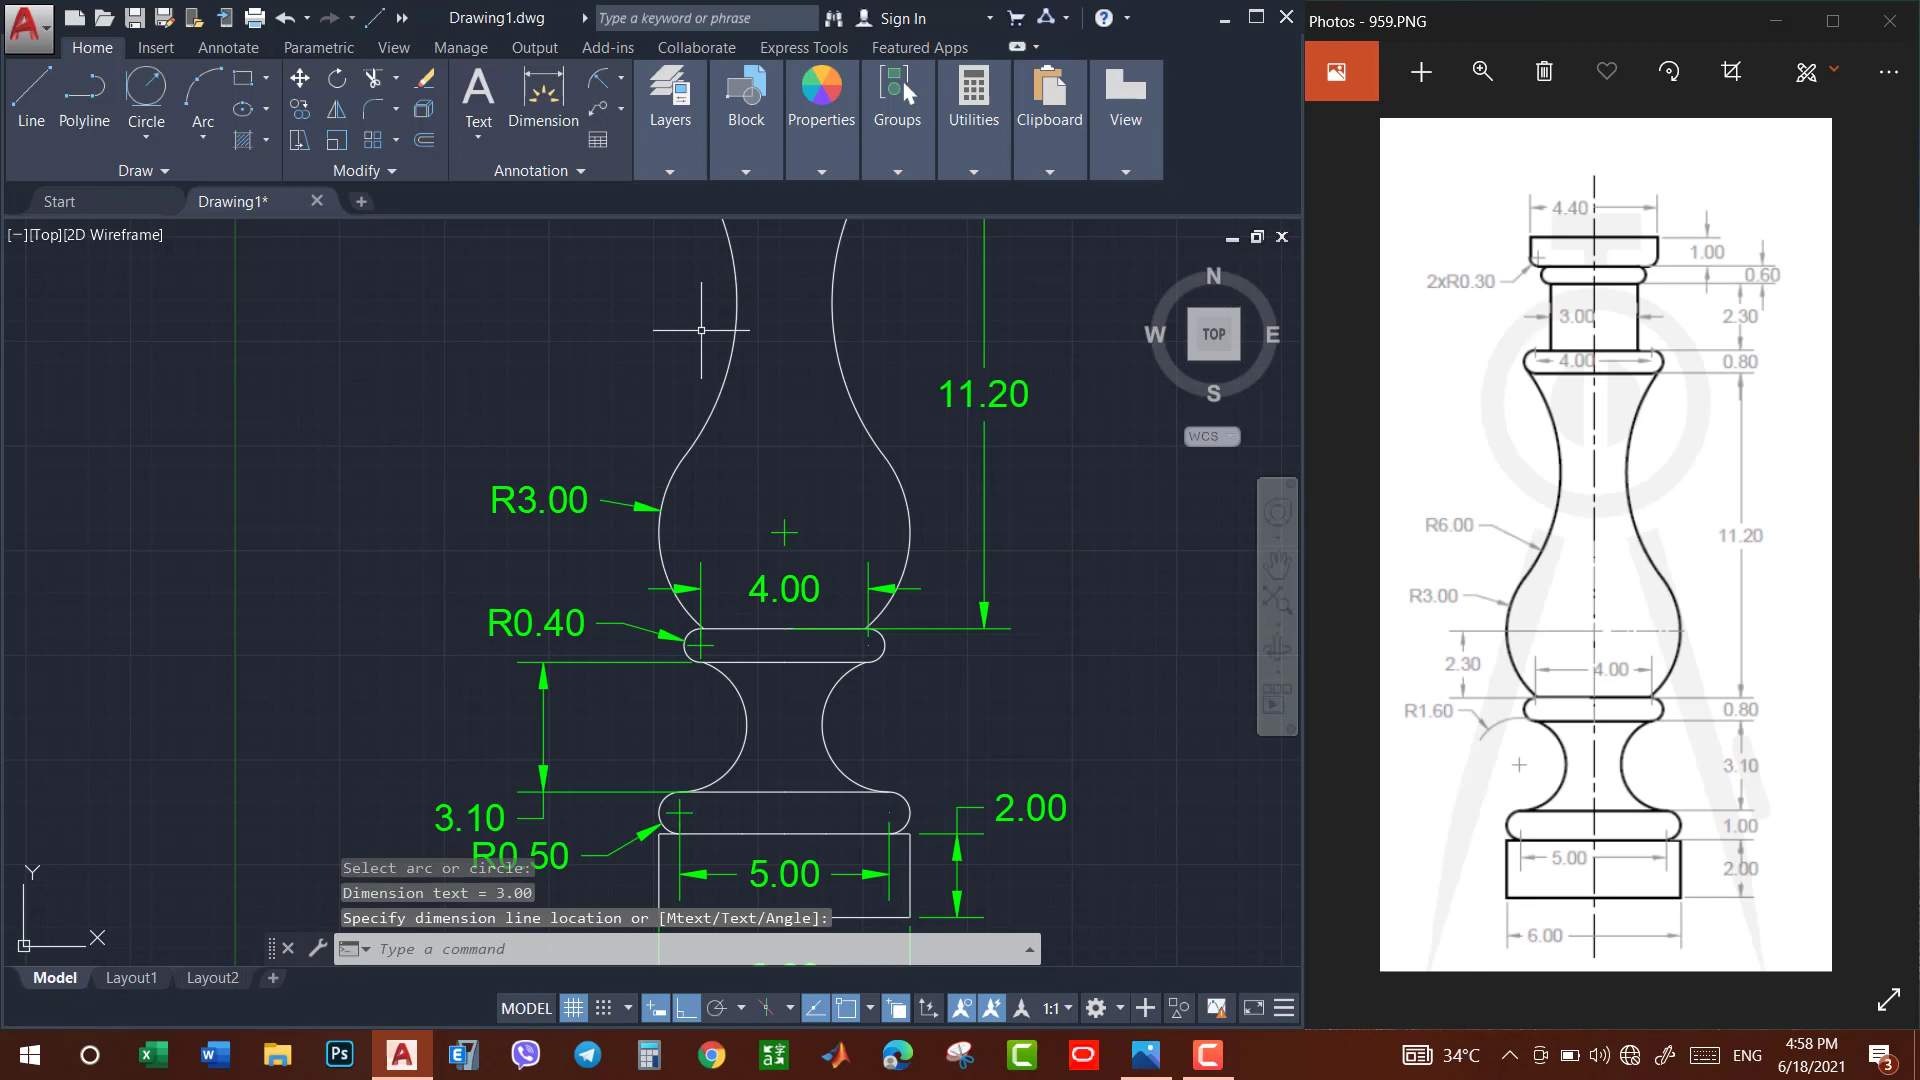 Drawing1.dwg
Type a keyword or phrase
Sign In
Photos - 959.PNG
Home
Insert
Annotate
Parametric
View
Manage
Output
Add-ins
Collaborate
Express Tools
Featured Apps
Line
Polyline
Circle
Arc
Text
Dimension
Layers
Block
Properties
Groups
Utilities
Clipboard
View
Draw
Modify
Annotation
Start
Drawing1*
[−][Top][2D Wireframe]
N
W
TOP
E
S
WCS
11.20
R3.00
4.00
R0.40
3.10
R0.50
5.00
2.00
Select arc or circle:
Dimension text = 3.00
Specify dimension line location or [Mtext/Text/Angle]:
Type a command
Y
X
Model
Layout1
Layout2
MODEL
1:1
4.40
1.00
0.60
2xR0.30
3.00
2.30
4.00
0.80
R6.00
11.20
R3.00
2.30
4.00
R1.60
0.80
3.10
1.00
5.00
2.00
6.00
34°C
ENG
4:58 PM
6/18/2021
3